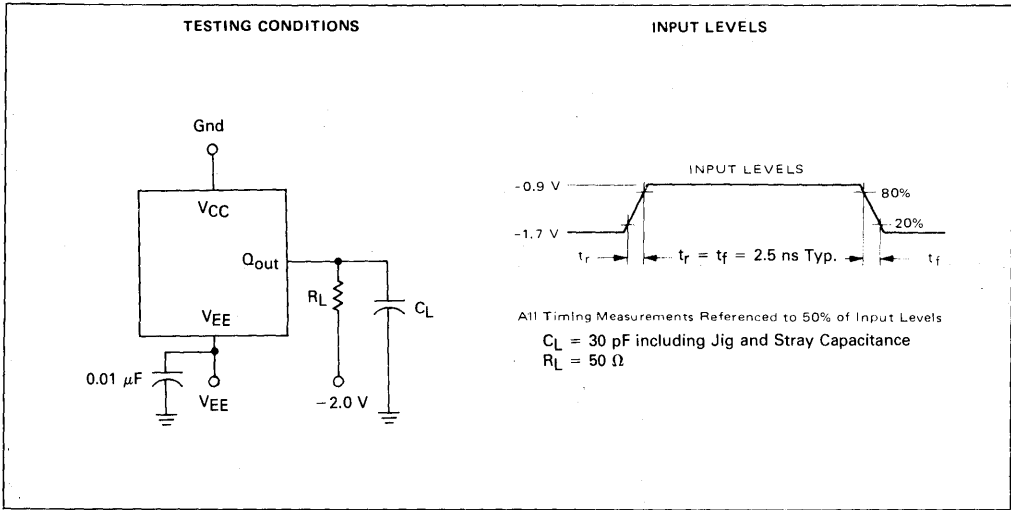 TESTING CONDITIONS
Gnd
VCC
Qout
RL
CL
VEE
0.01 μF
VEE
−2.0 V
INPUT LEVELS
INPUT LEVELS
-0.9 V
80%
20%
-1.7 V
tr
tr = tf = 2.5 ns Typ.
tf
All Timing Measurements Referenced to 50% of Input Levels
CL = 30 pF including Jig and Stray Capacitance
RL = 50 Ω